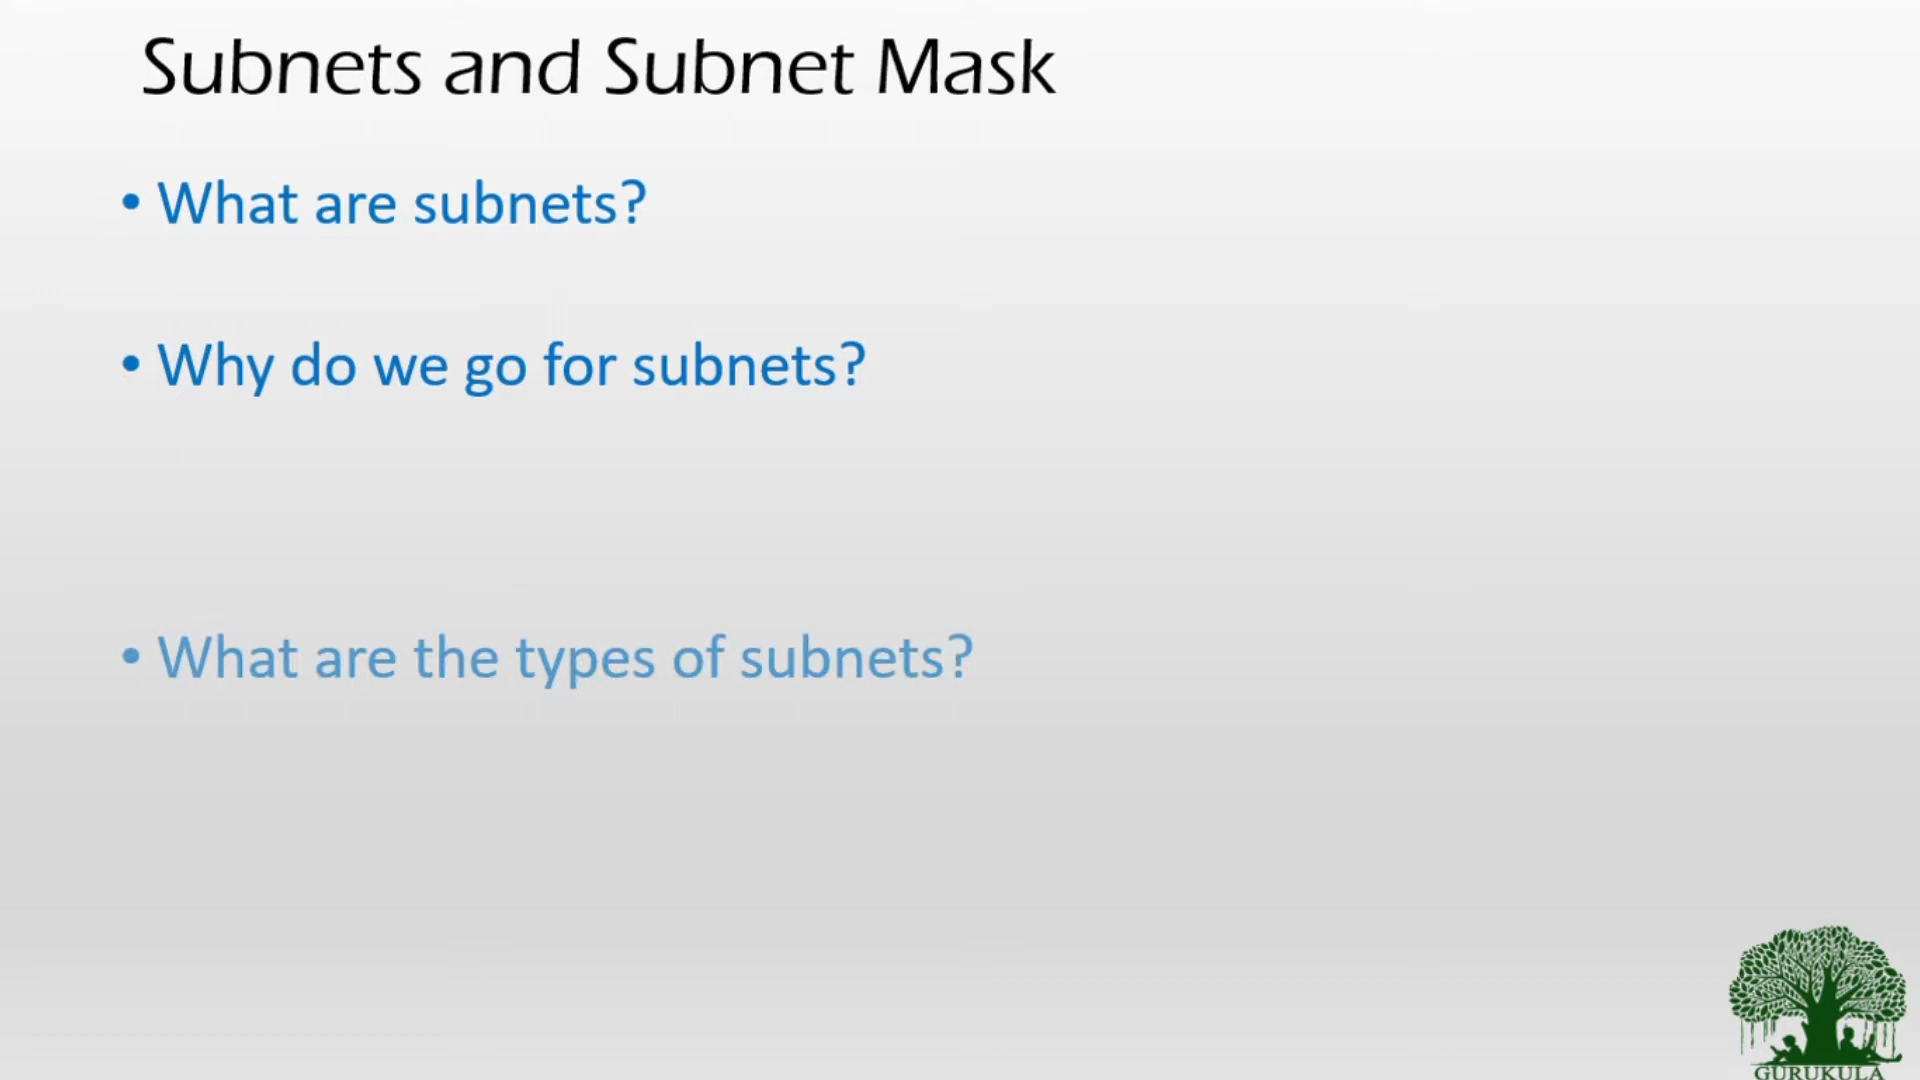 Subnets and Subnet Mask
• What are subnets?
• Why do we go for subnets?
• What are the types of subnets?
GURUKULA